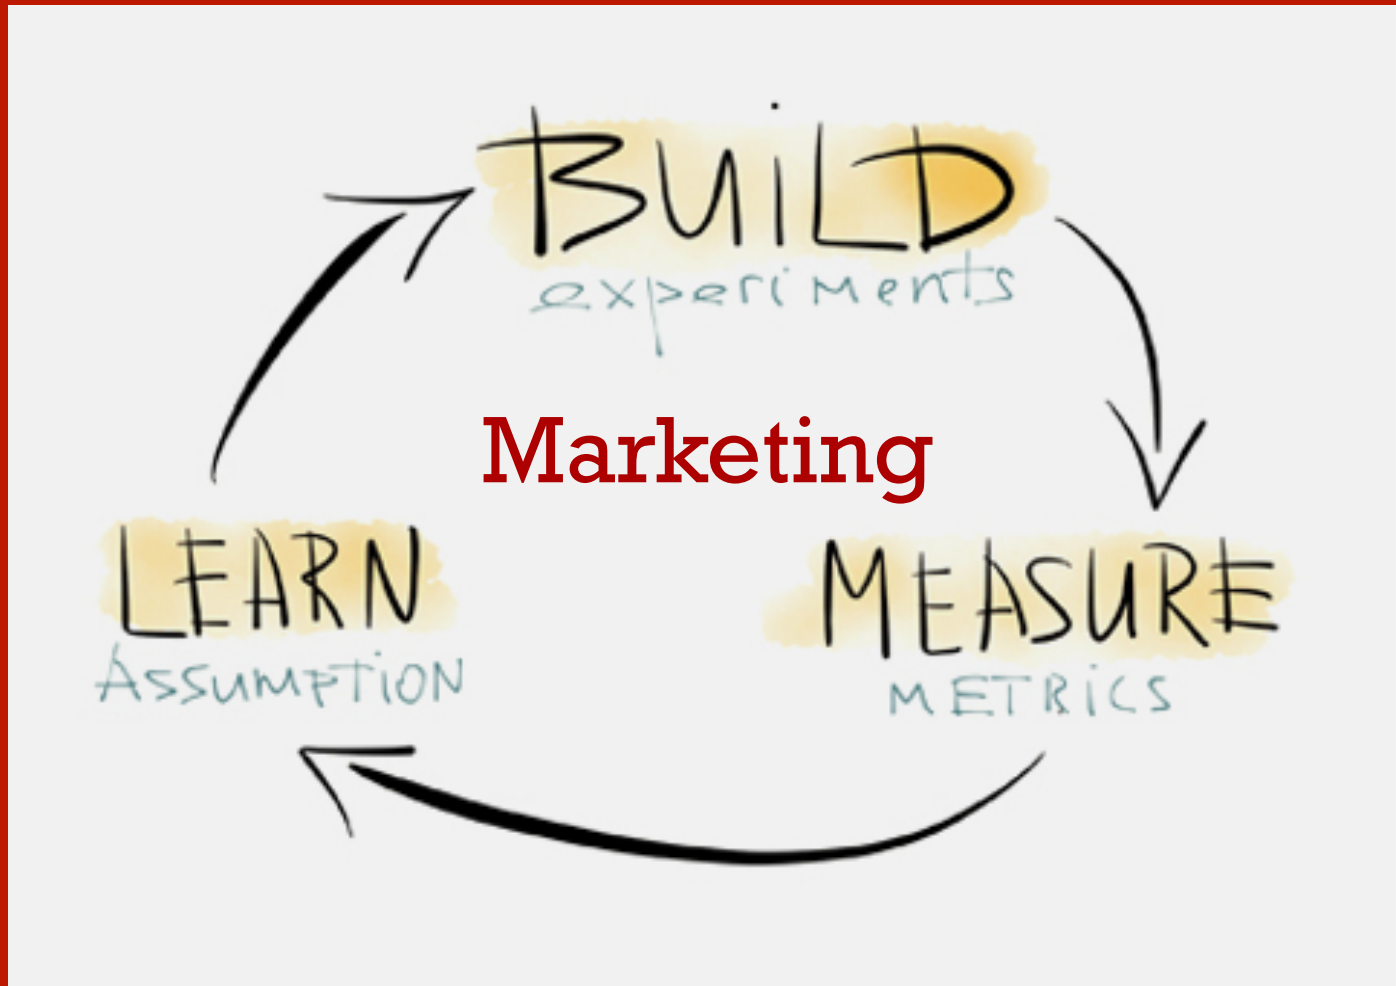 BUILD
experiments
Marketing
LEARN
ASSUMPTION
MEASURE
METRICS